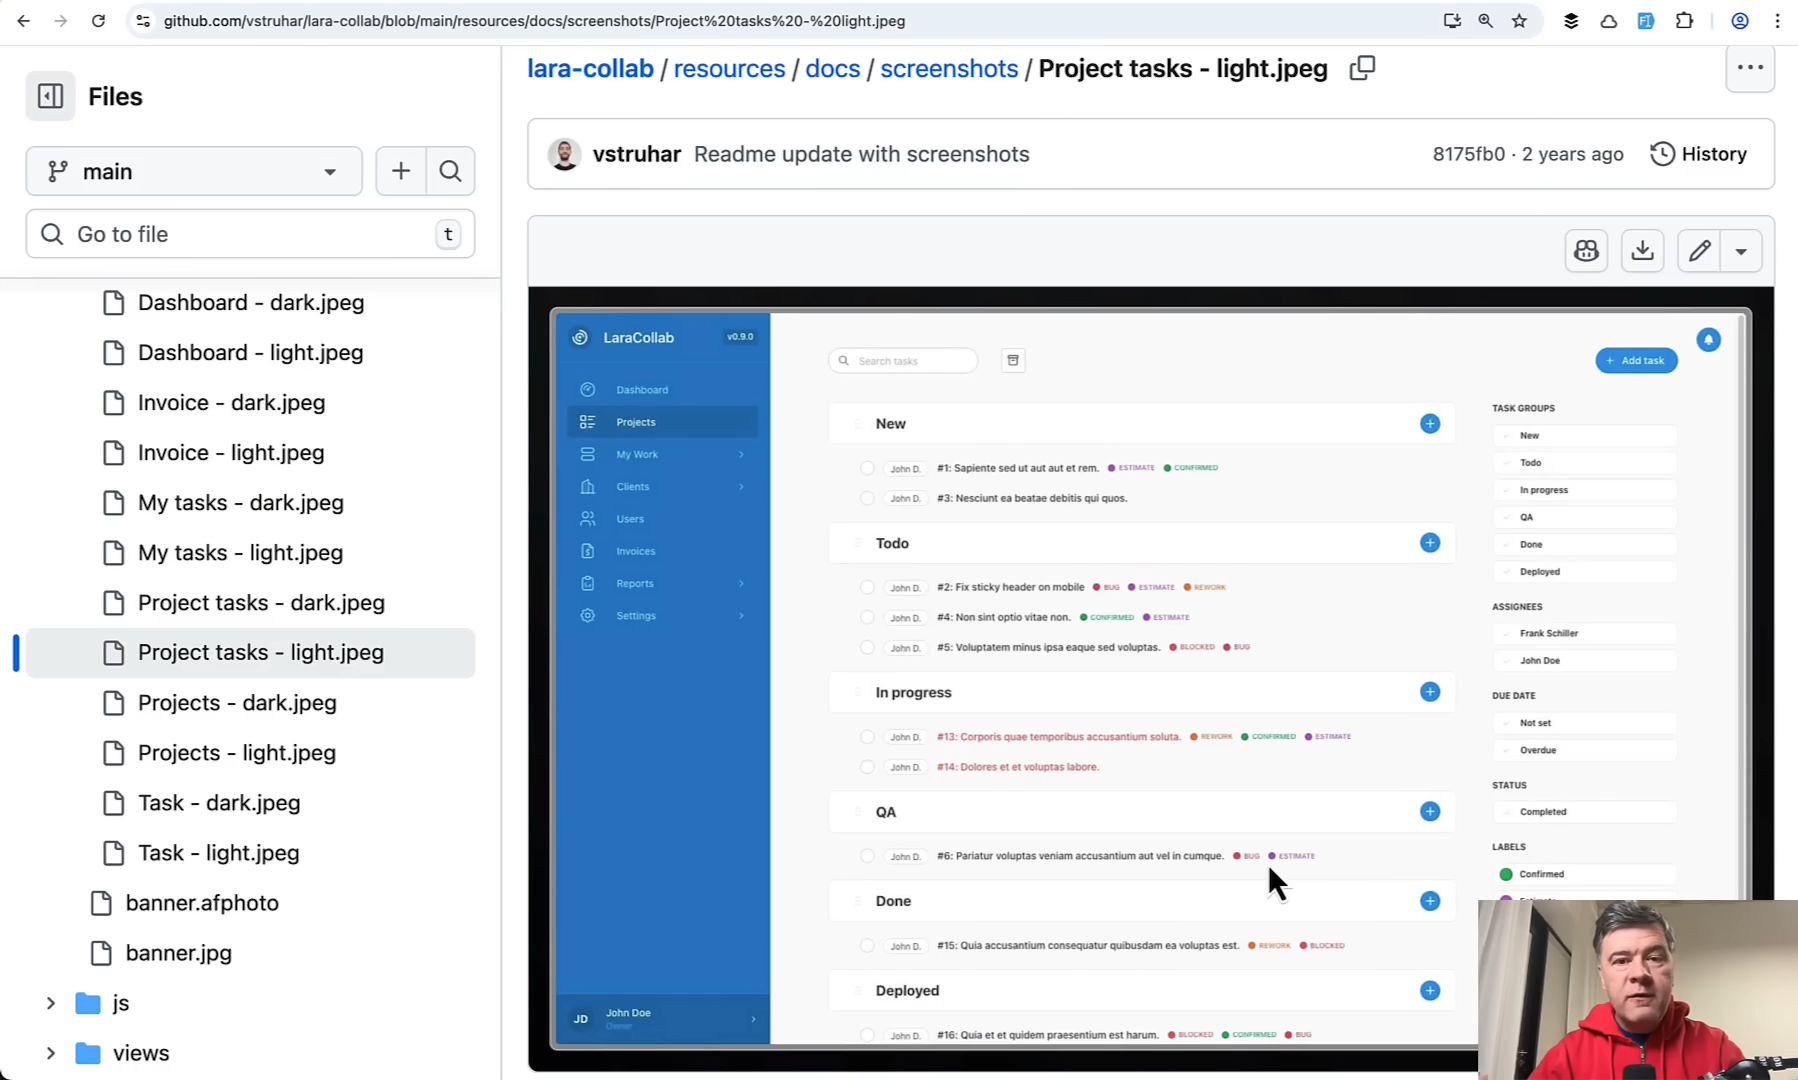 github.com/vstruhar/lara-collab/blob/main/resources/docs/screenshots/Project%20tasks%20-%20light.jpeg
Files
main
Go to file
t
Dashboard - dark.jpeg
Dashboard - light.jpeg
Invoice - dark.jpeg
Invoice - light.jpeg
My tasks - dark.jpeg
My tasks - light.jpeg
Project tasks - dark.jpeg
Project tasks - light.jpeg
Projects - dark.jpeg
Projects - light.jpeg
Task - dark.jpeg
Task - light.jpeg
banner.afphoto
banner.jpg
js
views
lara-collab / resources / docs / screenshots / Project tasks - light.jpeg
vstruhar Readme update with screenshots
8175fb0 · 2 years ago
History
LaraCollab v0.9.0
Dashboard
Projects
My Work
Clients
Users
Invoices
Reports
Settings
JD John Doe
Owner
Search tasks
+ Add task
New
John D. #1: Sapiente sed ut aut aut et rem. ESTIMATE CONFIRMED
John D. #3: Nesciunt ea beatae debitis qui quos.
Todo
John D. #2: Fix sticky header on mobile BUG ESTIMATE REWORK
John D. #4: Non sint optio vitae non. CONFIRMED ESTIMATE
John D. #5: Voluptatem minus ipsa eaque sed voluptas. BLOCKED BUG
In progress
John D. #13: Corporis quae temporibus accusantium soluta. REWORK CONFIRMED ESTIMATE
John D. #14: Dolores et et voluptas labore.
QA
John D. #6: Pariatur voluptas veniam accusantium aut vel in cumque. BUG ESTIMATE
Done
John D. #15: Quia accusantium consequatur quibusdam ea voluptas est. REWORK BLOCKED
Deployed
John D. #16: Quia et et quidem praesentium est harum. BLOCKED CONFIRMED BUG
TASK GROUPS
New
Todo
In progress
QA
Done
Deployed
ASSIGNEES
Frank Schiller
John Doe
DUE DATE
Not set
Overdue
STATUS
Completed
LABELS
Confirmed